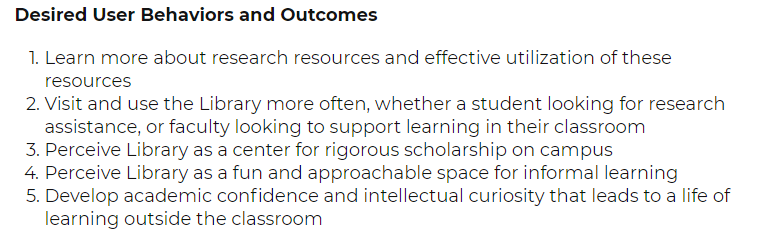 Desired User Behaviors and Outcomes
1. Learn more about research resources and effective utilization of these
resources
2. Visit and use the Library more often, whether a student looking for research
assistance, or faculty looking to support learning in their classroom
3. Perceive Library as a center for rigorous scholarship on campus
4. Perceive Library as a fun and approachable space for informal learning
5. Develop academic confidence and intellectual curiosity that leads to a life of
learning outside the classroom